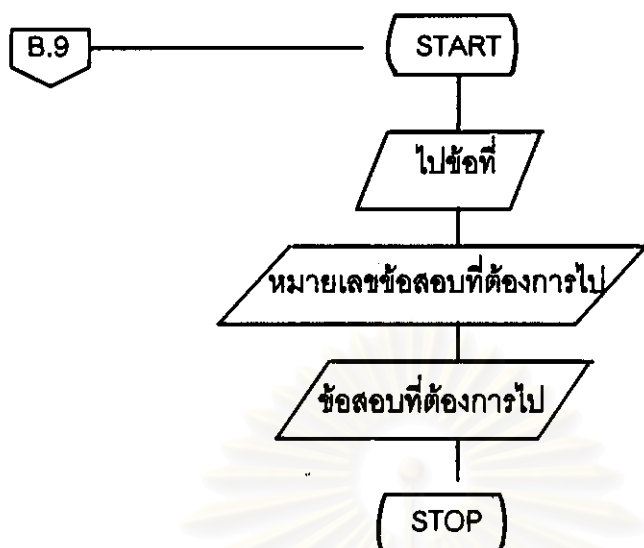 B.9
START
ไปข้อที่
หมายเลขข้อสอบที่ต้องการไป
ข้อสอบที่ต้องการไป
STOP